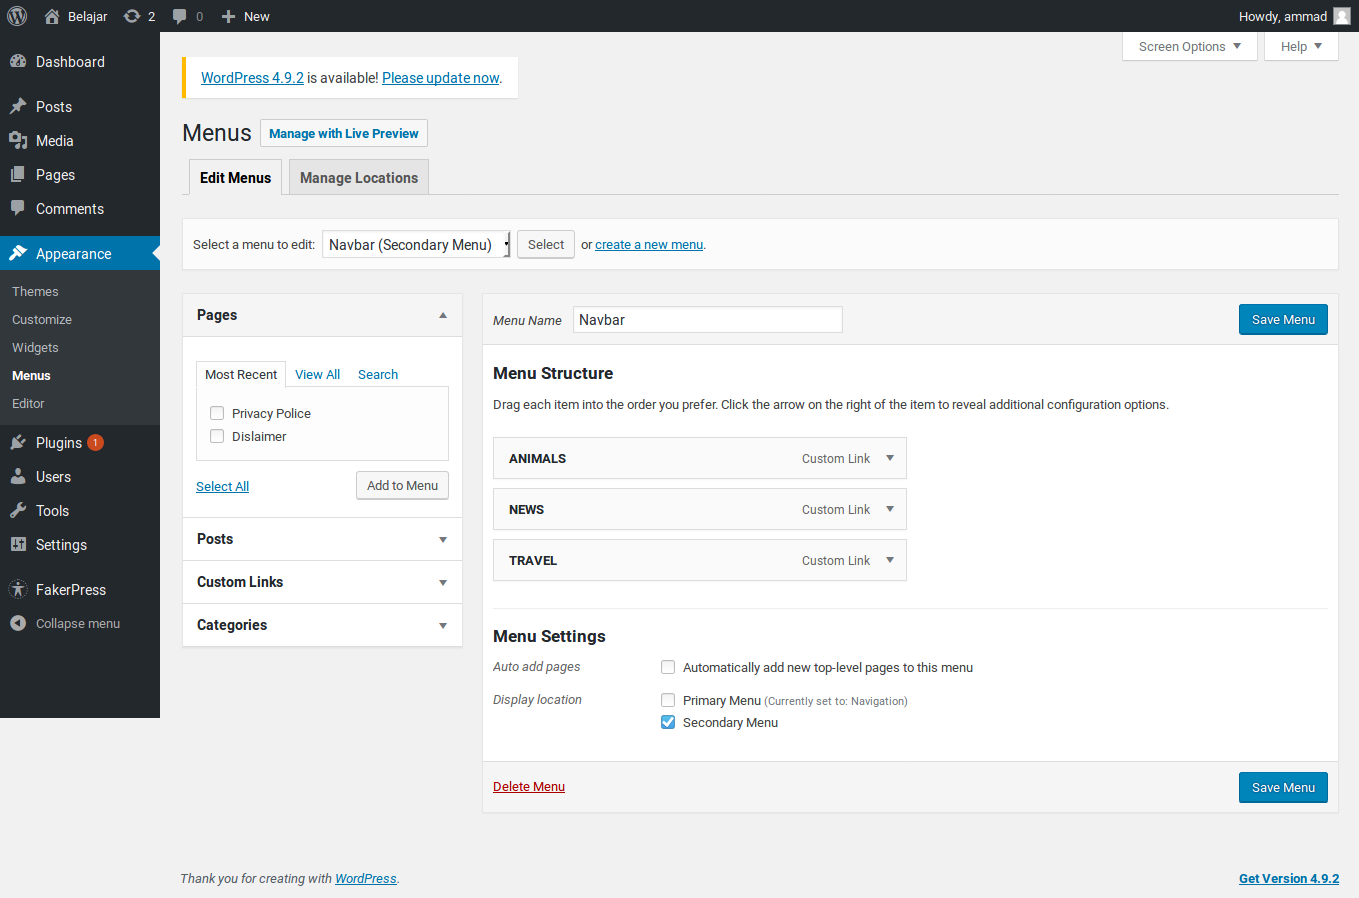 Belajar 2 0 New Howdy, ammad
Screen Options Help
Dashboard
Posts
Media
Pages
Comments
Appearance
Themes
Customize
Widgets
Menus
Editor
Plugins 1
Users
Tools
Settings
FakerPress
Collapse menu
WordPress 4.9.2 is available! Please update now.
Menus Manage with Live Preview
Edit Menus Manage Locations
Select a menu to edit: Navbar (Secondary Menu) Select or create a new menu.
Pages
Most Recent View All Search
Privacy Police
Dislaimer
Select All Add to Menu
Posts
Custom Links
Categories
Menu Name Navbar Save Menu
Menu Structure
Drag each item into the order you prefer. Click the arrow on the right of the item to reveal additional configuration options.
ANIMALS Custom Link
NEWS Custom Link
TRAVEL Custom Link
Menu Settings
Auto add pages Automatically add new top-level pages to this menu
Display location Primary Menu (Currently set to: Navigation)
Secondary Menu
Delete Menu Save Menu
Thank you for creating with WordPress. Get Version 4.9.2